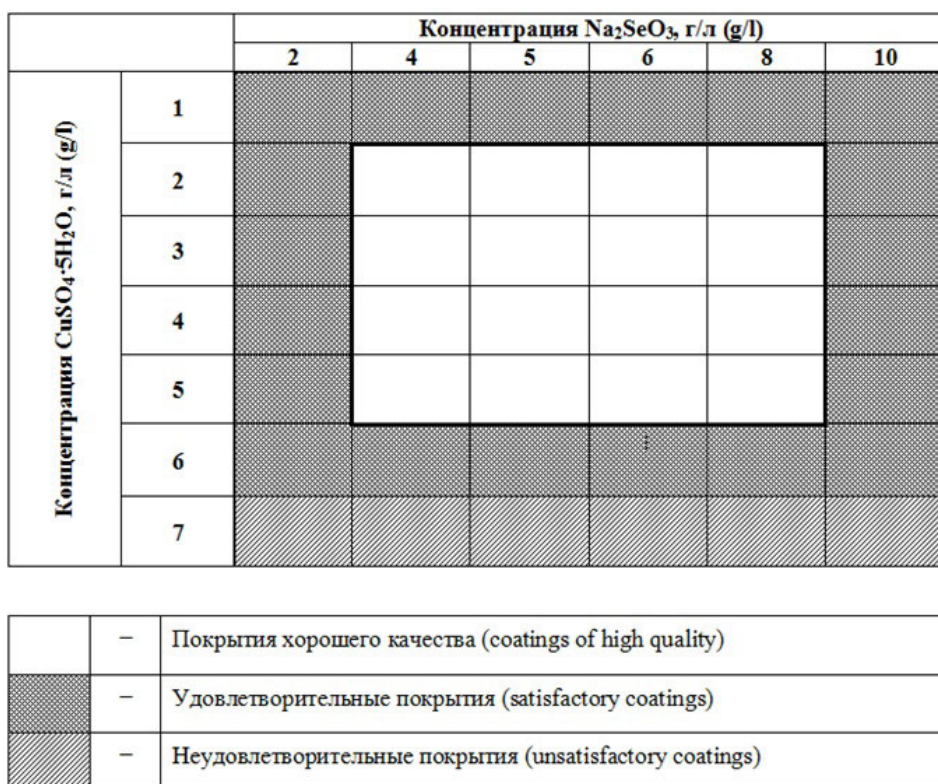 Концентрация Na₂SeO₃, г/л (g/l)
2 4 5 6 8 10
Концентрация CuSO₄·5H₂O, г/л (g/l)
1
2
3
4
5
6
7
– Покрытия хорошего качества (coatings of high quality)
– Удовлетворительные покрытия (satisfactory coatings)
– Неудовлетворительные покрытия (unsatisfactory coatings)